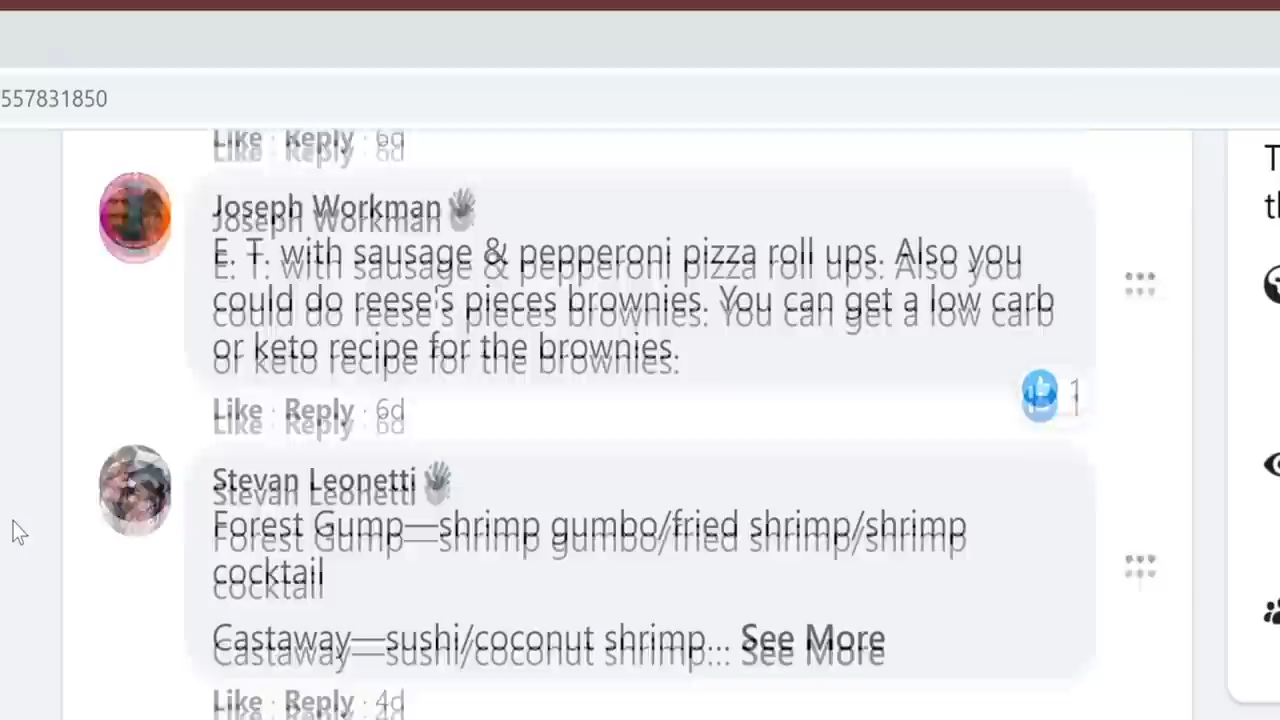 557831850
Like · Reply · 6d
Joseph Workman
E. T. with sausage & pepperoni pizza roll ups. Also you
could do reese's pieces brownies. You can get a low carb
or keto recipe for the brownies.
1
Like · Reply · 6d
Stevan Leonetti
Forest Gump—shrimp gumbo/fried shrimp/shrimp
cocktail
Castaway—sushi/coconut shrimp... See More
Like · Reply · 4d